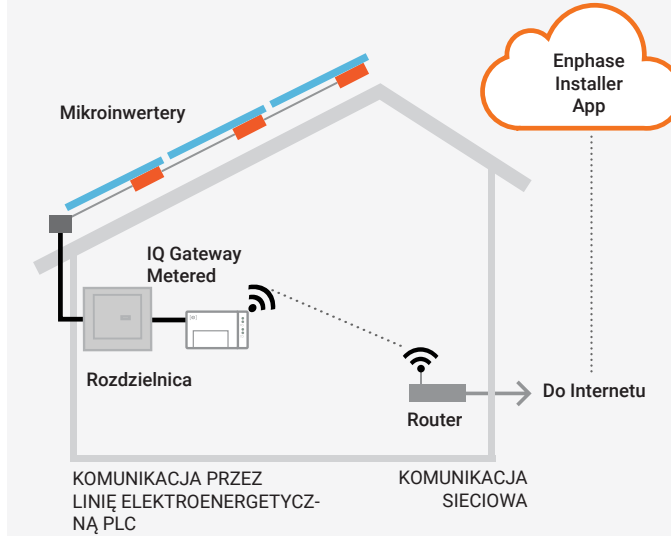 Enphase
Installer
App
Mikroinwertery
IQ Gateway
Metered
Rozdzielnica
Do Internetu
Router
KOMUNIKACJA PRZEZ
LINIĘ ELEKTROENERGETYCZ-
NĄ PLC
KOMUNIKACJA
SIECIOWA